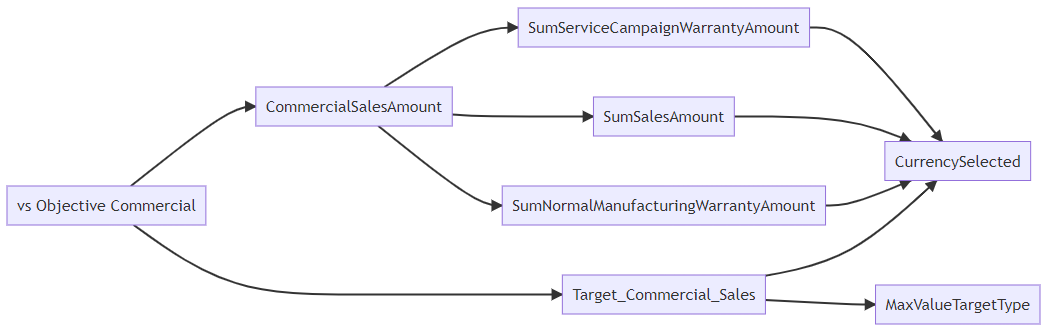 SumServiceCampaignWarrantyAmount
CommercialSalesAmount
SumSalesAmount
CurrencySelected
vs Objective Commercial
SumNormalManufacturingWarrantyAmount
Target_Commercial_Sales
MaxValueTargetType